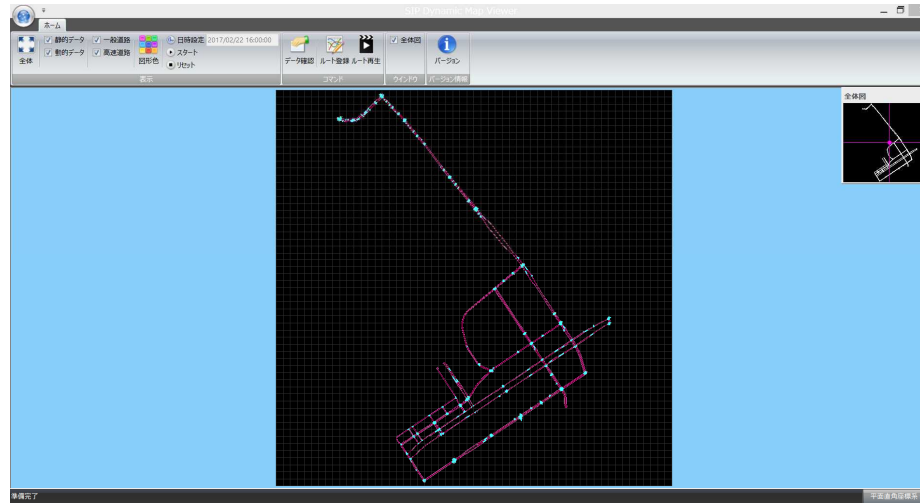 SIP Dynamic Map Viewer
ホーム
静的データ 一般道路 日時設定 2017/02/22 16:00:00 全体図
動的データ 高速道路 スタート
全体 図形色 リセット データ確認 ルート登録 ルート再生 バージョン
表示 コマンド ウインドウ バージョン情報
全体図
準備完了 平面直角座標系